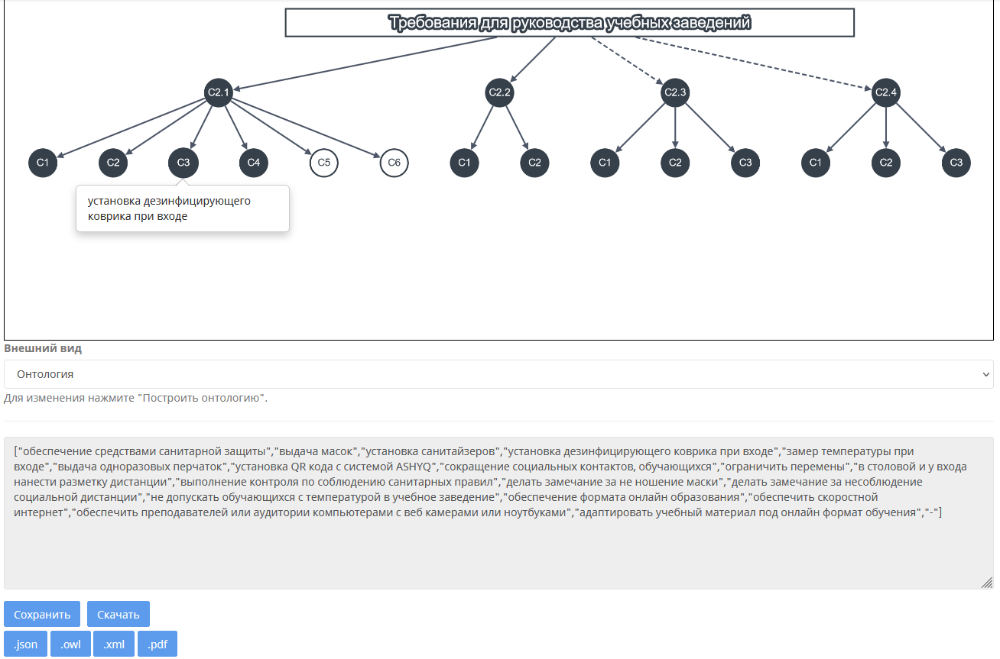 Требования для руководства учебных заведений
C2.1 C2.2 C2.3 C2.4
C1 C2 C3 C4 C5 C6 C1 C2 C1 C2 C3 C1 C2 C3
установка дезинфицирующего
коврика при входе
Внешний вид
Онтология
Для изменения нажмите "Построить онтологию".
["обеспечение средствами санитарной защиты","выдача масок","установка санитайзеров","установка дезинфицирующего коврика при входе","замер температуры при
входе","выдача одноразовых перчаток","установка QR кода с системой ASHYQ","сокращение социальных контактов, обучающихся","ограничить перемены","в столовой и у входа
нанести разметку дистанции","выполнение контроля по соблюдению санитарных правил","делать замечание за не ношение маски","делать замечание за несоблюдение
социальной дистанции","не допускать обучающихся с температурой в учебное заведение","обеспечение формата онлайн образования","обеспечить скоростной
интернет","обеспечить преподавателей или аудитории компьютерами с веб камерами или ноутбуками","адаптировать учебный материал под онлайн формат обучения","-"]
Сохранить Скачать
.json .owl .xml .pdf